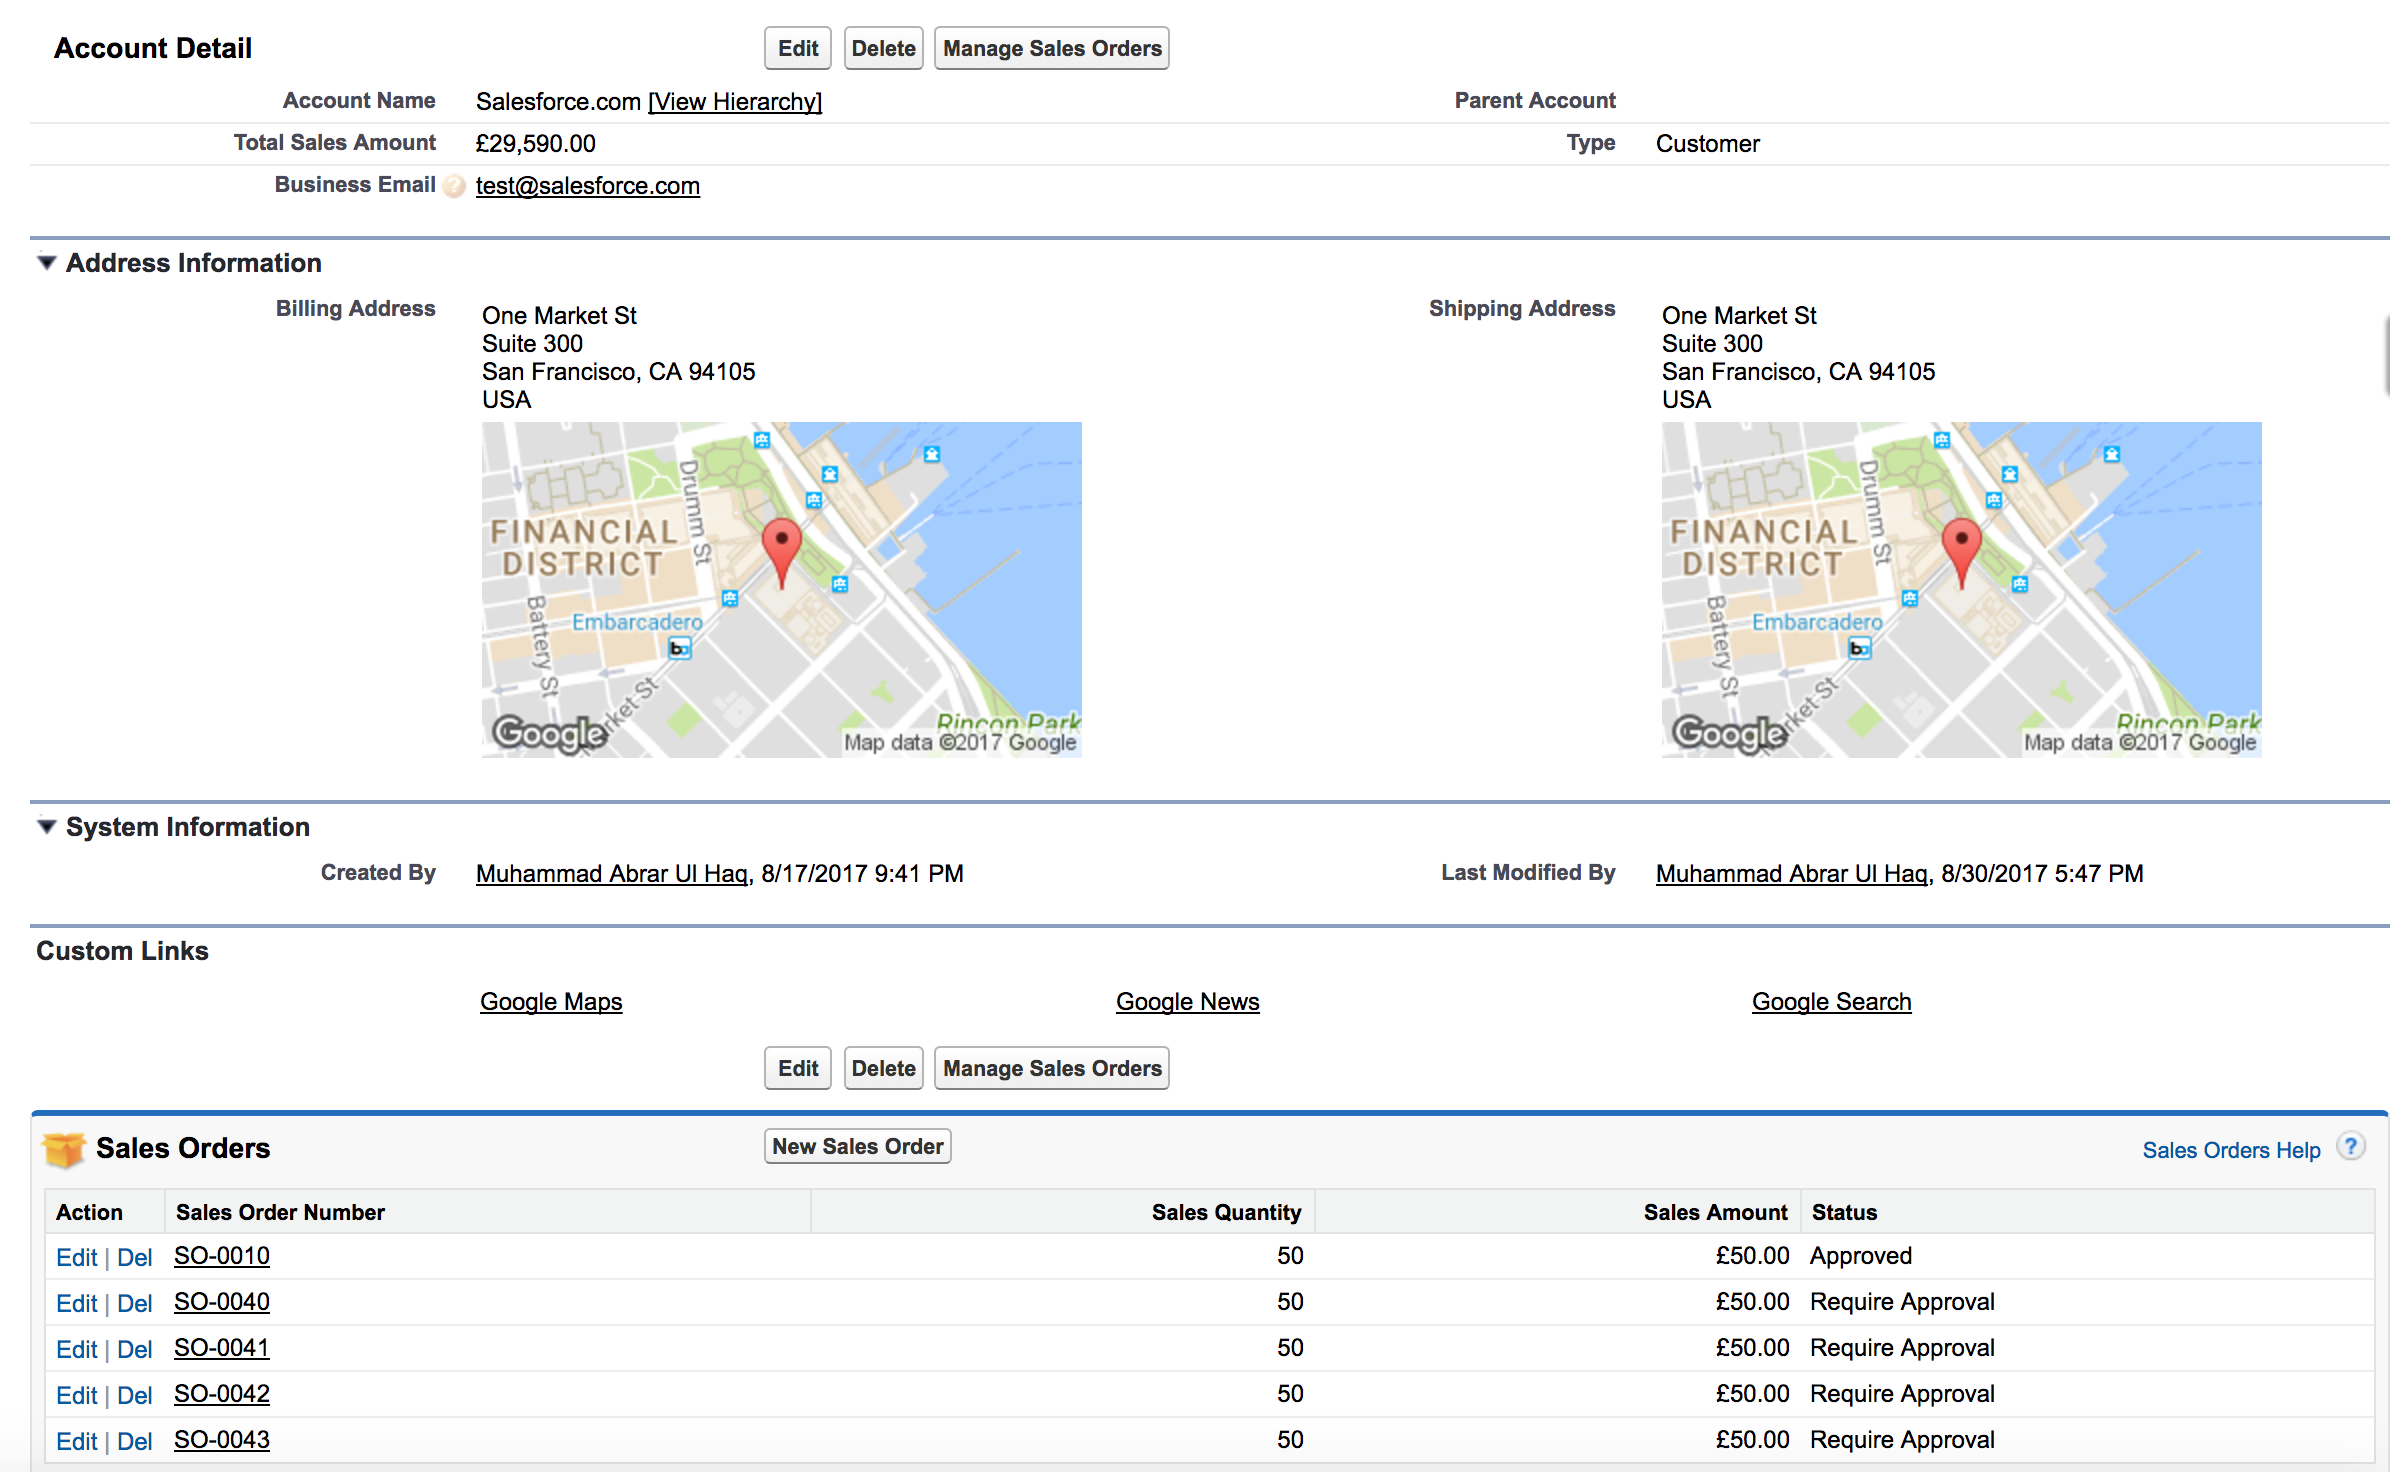 Account Detail
Edit
Delete
Manage Sales Orders
Account Name Salesforce.com [View Hierarchy]
Parent Account
Total Sales Amount £29,590.00
Type Customer
Business Email ? test@salesforce.com
Address Information
Billing Address
One Market St
Suite 300
San Francisco, CA 94105
USA
Drumm St
FINANCIAL
DISTRICT
Battery St
Embarcadero
ba
Market St
Rincon Park
Google
Map data ©2017 Google
Shipping Address
One Market St
Suite 300
San Francisco, CA 94105
USA
Drumm St
FINANCIAL
DISTRICT
Battery St
Embarcadero
ba
Market St
Rincon Park
Google
Map data ©2017 Google
System Information
Created By Muhammad Abrar Ul Haq, 8/17/2017 9:41 PM
Last Modified By Muhammad Abrar Ul Haq, 8/30/2017 5:47 PM
Custom Links
Google Maps
Google News
Google Search
Edit
Delete
Manage Sales Orders
Sales Orders
New Sales Order
Sales Orders Help ?
Action Sales Order Number Sales Quantity Sales Amount Status
Edit | Del SO-0010 50 £50.00 Approved
Edit | Del SO-0040 50 £50.00 Require Approval
Edit | Del SO-0041 50 £50.00 Require Approval
Edit | Del SO-0042 50 £50.00 Require Approval
Edit | Del SO-0043 50 £50.00 Require Approval